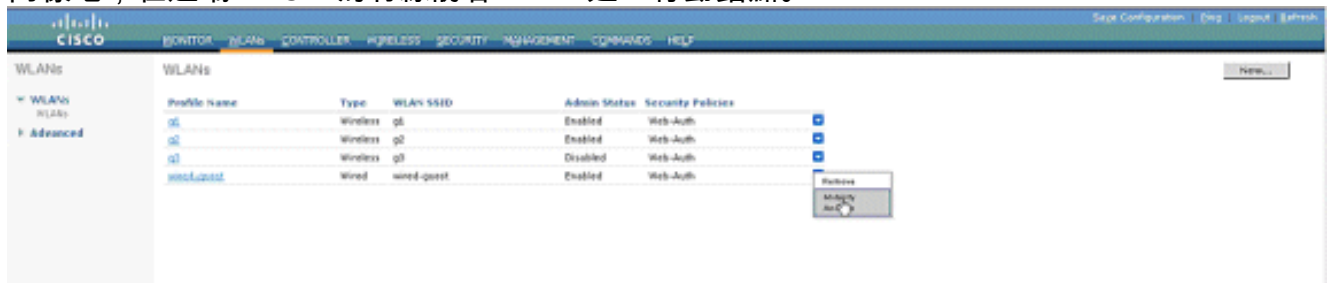 Save Configuration | Ping | Logout | Refresh
CISCO
MONITOR WLANs CONTROLLER WIRELESS SECURITY MANAGEMENT COMMANDS HELP
WLANs
WLANs
New...
WLANs
WLANs
Advanced
Profile Name Type WLAN SSID Admin Status Security Policies
g1 Wireless g1 Enabled Web-Auth
g2 Wireless g2 Enabled Web-Auth
g3 Wireless g3 Disabled Web-Auth
wired-guest Wired wired-guest Enabled Web-Auth
Remove
Mobility